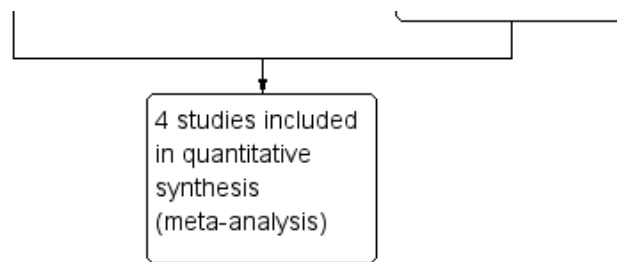 4 studies included
in quantitative
synthesis
(meta-analysis)